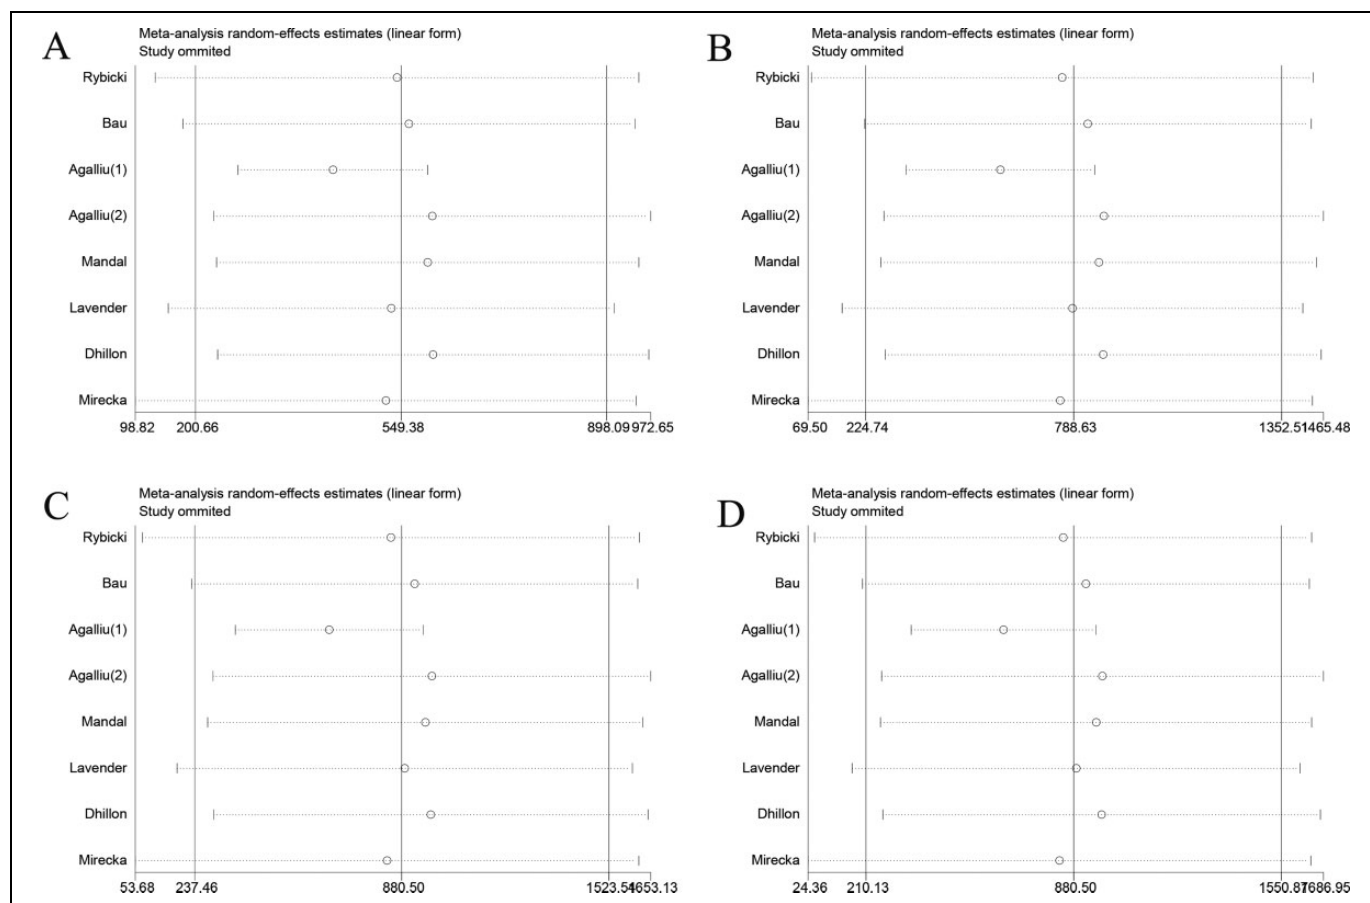 A
Meta-analysis random-effects estimates (linear form)
Study ommited
Rybicki
Bau
Agalliu(1)
Agalliu(2)
Mandal
Lavender
Dhillon
Mirecka
98.82 200.66 549.38 898.09 972.65
B
Meta-analysis random-effects estimates (linear form)
Study ommited
Rybicki
Bau
Agalliu(1)
Agalliu(2)
Mandal
Lavender
Dhillon
Mirecka
69.50 224.74 788.63 1352.51 1465.48
C
Meta-analysis random-effects estimates (linear form)
Study ommited
Rybicki
Bau
Agalliu(1)
Agalliu(2)
Mandal
Lavender
Dhillon
Mirecka
53.68 237.46 880.50 1523.54 1653.13
D
Meta-analysis random-effects estimates (linear form)
Study ommited
Rybicki
Bau
Agalliu(1)
Agalliu(2)
Mandal
Lavender
Dhillon
Mirecka
24.36 210.13 880.50 1550.87 1686.95